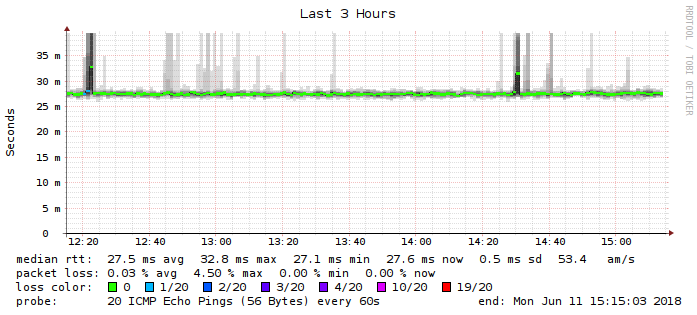 Last 3 Hours
RRDTOOL / TOBI OETIKER
Seconds
35 m
30 m
25 m
20 m
15 m
10 m
5 m
0
12:20 12:40 13:00 13:20 13:40 14:00 14:20 14:40 15:00
median rtt: 27.5 ms avg 32.8 ms max 27.1 ms min 27.6 ms now 0.5 ms sd 53.4 am/s
packet loss: 0.03 % avg 4.50 % max 0.00 % min 0.00 % now
loss color: 0 1/20 2/20 3/20 4/20 10/20 19/20
probe: 20 ICMP Echo Pings (56 Bytes) every 60s end: Mon Jun 11 15:15:03 2018